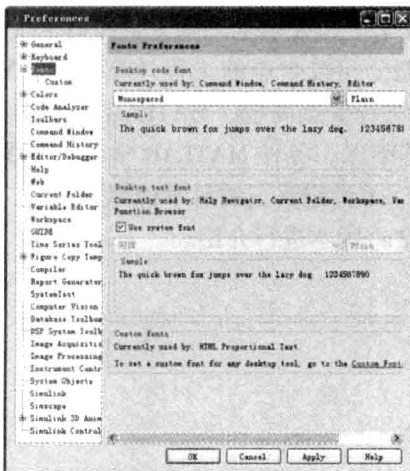 Preferences
General
Keyboard
Fonts
Custom
Colors
Code Analyzer
Toolbars
Command Window
Command History
Editor/Debugger
Help
Web
Current Folder
Variable Editor
Workspace
GUIDE
Time Series Tool
Figure Copy Temp
Compiler
Report Generator
SystemTest
Computer Vision
Database Toolbox
DSP System Toolb
Image Acquisitio
Image Processing
Instrument Contr
System Objects
Simulink
Simscape
Simulink 3D Anim
Simulink Control
Fonts Preferences
Desktop code font
Currently used by: Command Window, Command History, Editor
Monospaced
Plain
Sample
The quick brown fox jumps over the lazy dog. 123456789
Desktop text font
Currently used by: Help Navigator, Current Folder, Workspace, Var
Function Browser
Use system font
Plain
Sample
The quick brown fox jumps over the lazy dog 1234567890
Custom fonts
Currently used by: HTML Proportional Text
To set a custom font for any desktop tool, go to the Custom Font
OK
Cancel
Apply
Help